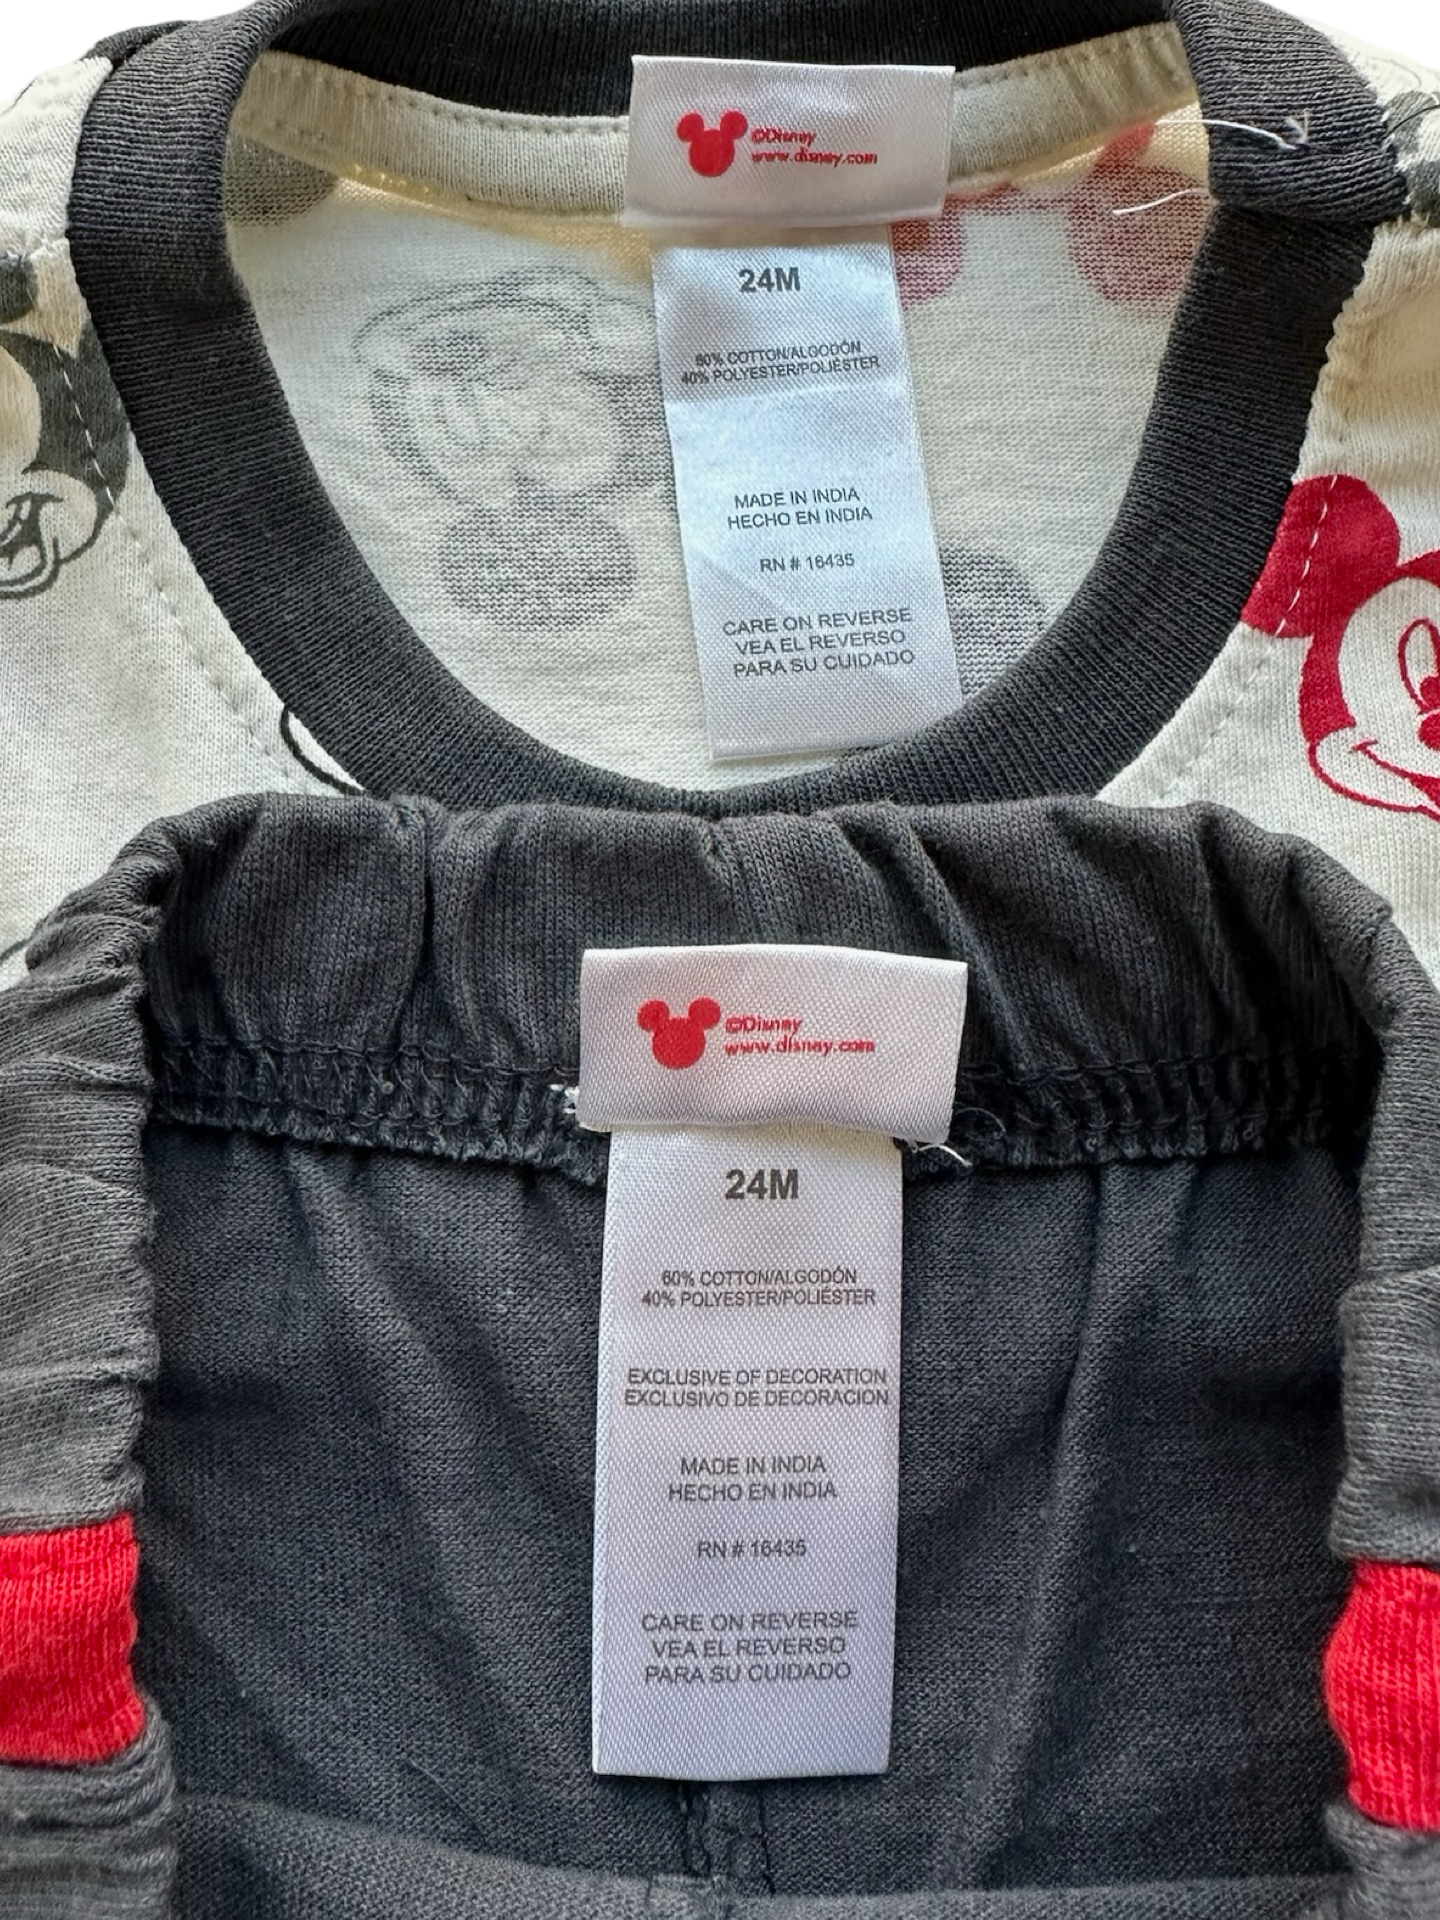 ©Disney
www.disney.com
24M
60% COTTON/ALGODÓN
40% POLYESTER/POLIÉSTER
MADE IN INDIA
HECHO EN INDIA
RN # 16435
CARE ON REVERSE
VEA EL REVERSO
PARA SU CUIDADO
©Disney
www.disney.com
24M
60% COTTON/ALGODÓN
40% POLYESTER/POLIÉSTER
EXCLUSIVE OF DECORATION
EXCLUSIVO DE DECORACION
MADE IN INDIA
HECHO EN INDIA
RN # 16435
CARE ON REVERSE
VEA EL REVERSO
PARA SU CUIDADO